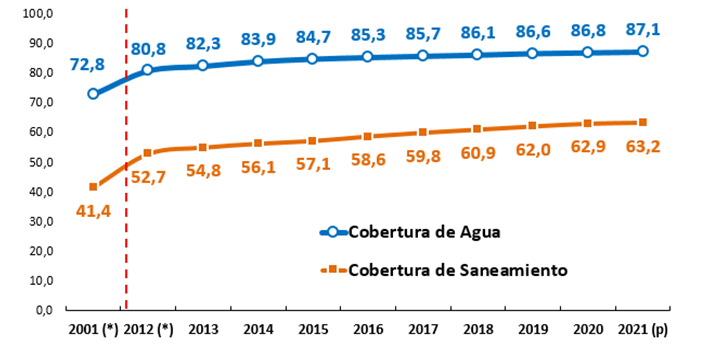 100,0
90,0
80,0
70,0
60,0
50,0
40,0
30,0
20,0
10,0
0,0
72,8 80,8 82,3 83,9 84,7 85,3 85,7 86,1 86,6 86,8 87,1
41,4 52,7 54,8 56,1 57,1 58,6 59,8 60,9 62,0 62,9 63,2
Cobertura de Agua
Cobertura de Saneamiento
2001 (*) 2012 (*) 2013 2014 2015 2016 2017 2018 2019 2020 2021 (p)